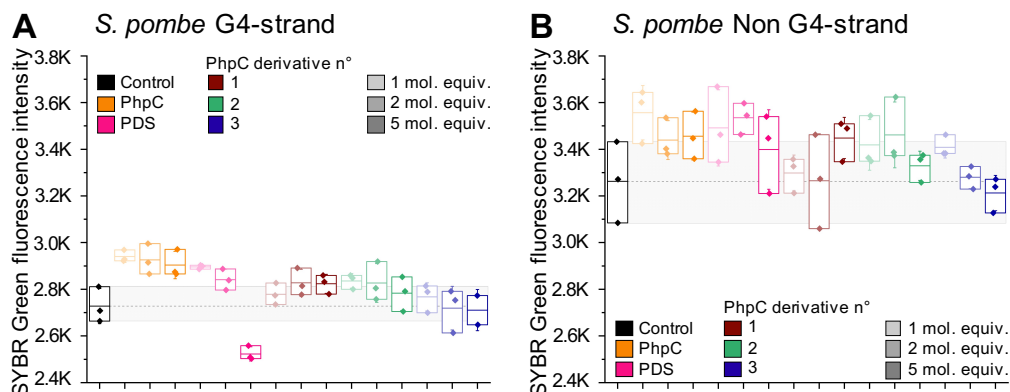 A S. pombe G4-strand
SYBR Green fluorescence intensity
3.8K
3.6K
3.4K
3.2K
3.0K
2.8K
2.6K
2.4K
PhpC derivative n°
Control 1 1 mol. equiv.
PhpC 2 2 mol. equiv.
PDS 3 5 mol. equiv.
B S. pombe Non G4-strand
SYBR Green fluorescence intensity
3.8K
3.6K
3.4K
3.2K
3.0K
2.8K
2.6K
2.4K
PhpC derivative n°
Control 1 1 mol. equiv.
PhpC 2 2 mol. equiv.
PDS 3 5 mol. equiv.